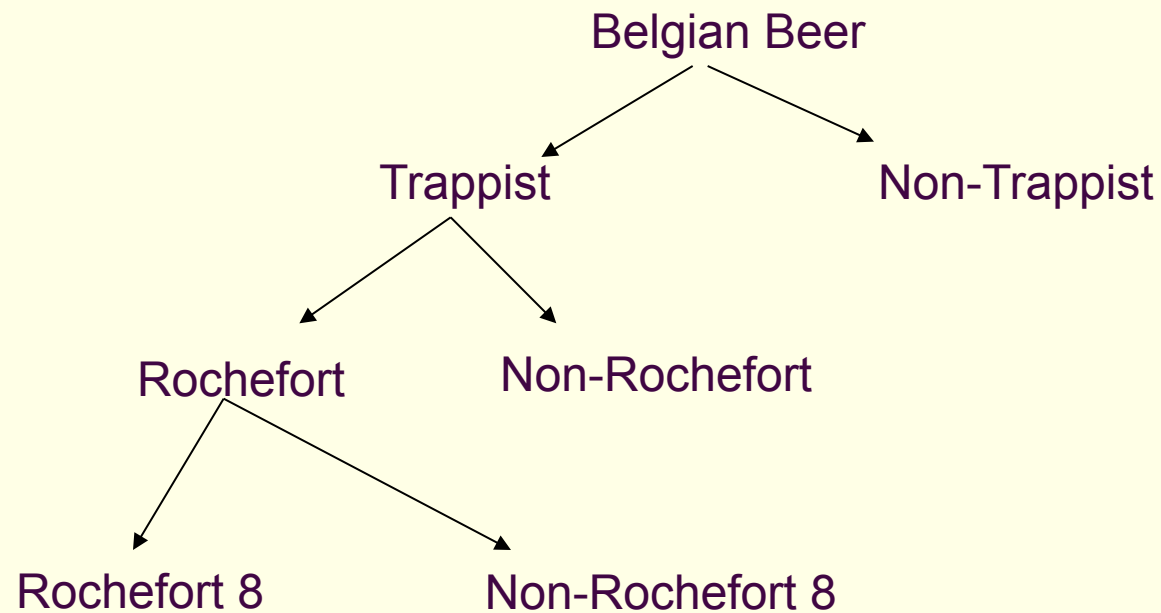 Belgian Beer
Trappist
Non-Trappist
Rochefort
Non-Rochefort
Rochefort 8
Non-Rochefort 8